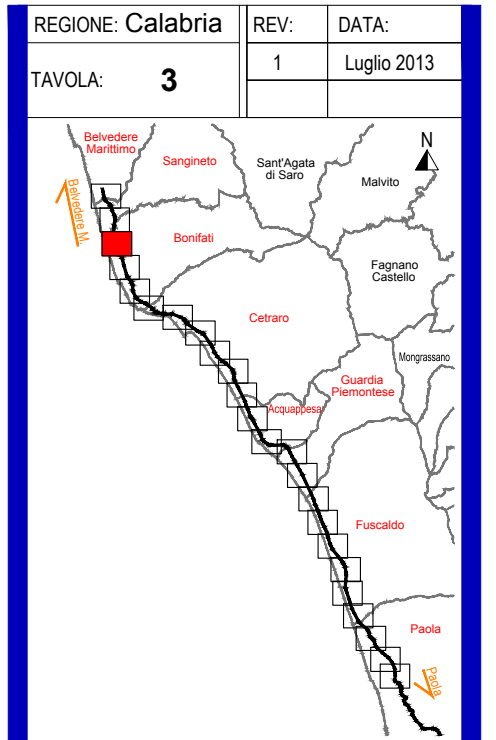 REGIONE: Calabria
REV:
DATA:
TAVOLA: 3
1
Luglio 2013
N
Belvedere
Marittimo
Sangineto
Sant'Agata
di Saro
Malvito
Belvedere M.
Bonifati
Fagnano
Castello
Cetraro
Mongrassano
Guardia
Piemontese
Acquappesa
Fuscaldo
Paola
Paola